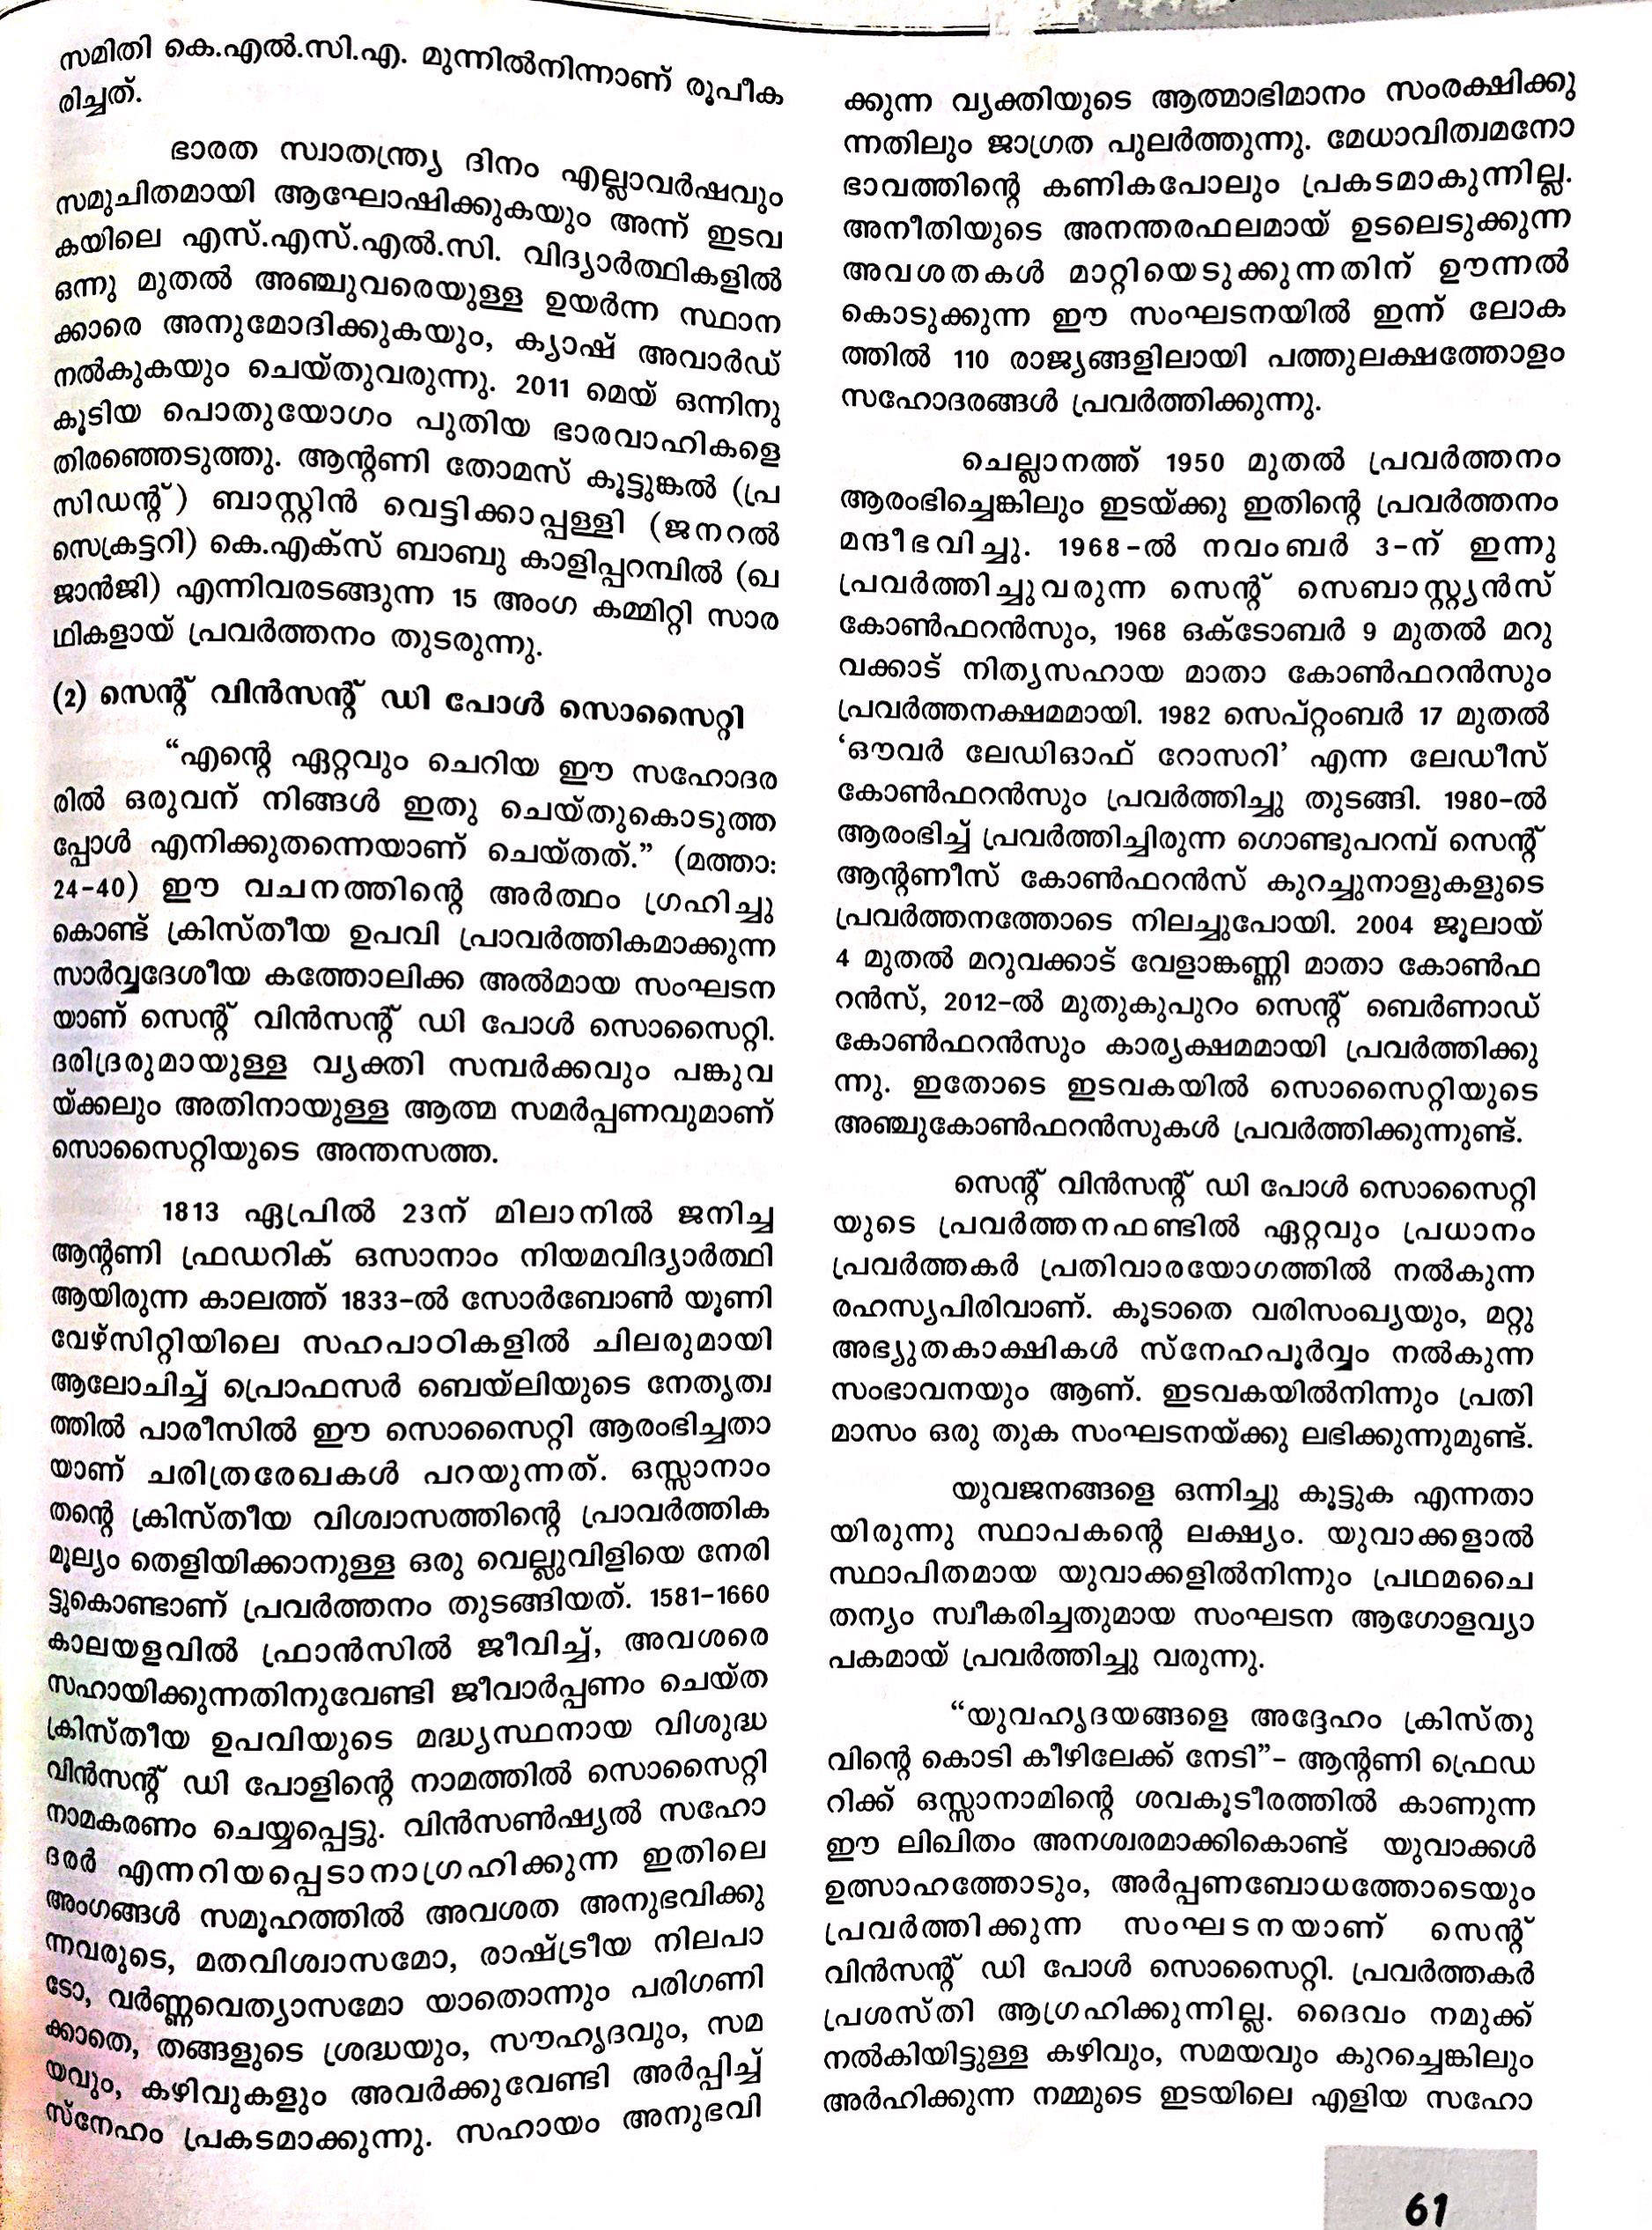 സമിതി കെ.എൽ.സി.എ. മുന്നിൽനിന്നാണ് രൂപീക
രിച്ചത്.
ഭാരത സ്വാതന്ത്ര്യ ദിനം എല്ലാവർഷവും
സമുചിതമായി ആഘോഷിക്കുകയും അന്ന് ഇടവ
കയിലെ എസ്.എസ്.എൽ.സി. വിദ്യാർത്ഥികളിൽ
ഒന്നു മുതൽ അഞ്ചുവരെയുള്ള ഉയർന്ന സ്ഥാന
ക്കാരെ അനുമോദിക്കുകയും, ക്യാഷ് അവാർഡ്
നൽകുകയും ചെയ്തുവരുന്നു. 2011 മെയ് ഒന്നിനു
കൂടിയ പൊതുയോഗം പുതിയ ഭാരവാഹികളെ
തിരഞ്ഞെടുത്തു. ആന്റണി തോമസ് കൂട്ടുങ്കൽ (പ്ര
സിഡന്റ്) ബാസ്റ്റിൻ വെട്ടിക്കാപ്പള്ളി (ജനറൽ
സെക്രട്ടറി) കെ.എക്സ് ബാബു കാളിപ്പറമ്പിൽ (ഖ
ജാൻജി) എന്നിവരടങ്ങുന്ന 15 അംഗ കമ്മിറ്റി സാര
ഥികളായ് പ്രവർത്തനം തുടരുന്നു.
(2) സെന്റ് വിൻസന്റ് ഡി പോൾ സൊസൈറ്റി
“എന്റെ ഏറ്റവും ചെറിയ ഈ സഹോദര
രിൽ ഒരുവന് നിങ്ങൾ ഇതു ചെയ്തുകൊടുത്ത
പ്പോൾ എനിക്കുതന്നെയാണ് ചെയ്തത്.” (മത്താ:
24-40) ഈ വചനത്തിന്റെ അർത്ഥം ഗ്രഹിച്ചു
കൊണ്ട് ക്രിസ്തീയ ഉപവി പ്രാവർത്തികമാക്കുന്ന
സാർവ്വദേശീയ കത്തോലിക്ക അൽമായ സംഘടന
യാണ് സെന്റ് വിൻസന്റ് ഡി പോൾ സൊസൈറ്റി.
ദരിദ്രരുമായുള്ള വ്യക്തി സമ്പർക്കവും പങ്കുവ
യ്ക്കലും അതിനായുള്ള ആത്മ സമർപ്പണവുമാണ്
സൊസൈറ്റിയുടെ അന്തസത്ത.
1813 ഏപ്രിൽ 23ന് മിലാനിൽ ജനിച്ച
ആന്റണി ഫ്രഡറിക് ഒസാനാം നിയമവിദ്യാർത്ഥി
ആയിരുന്ന കാലത്ത് 1833-ൽ സോർബോൺ യൂണി
വേഴ്സിറ്റിയിലെ സഹപാഠികളിൽ ചിലരുമായി
ആലോചിച്ച് പ്രൊഫസർ ബെയ്ലിയുടെ നേതൃത്വ
ത്തിൽ പാരീസിൽ ഈ സൊസൈറ്റി ആരംഭിച്ചതാ
യാണ് ചരിത്രരേഖകൾ പറയുന്നത്. ഒസ്സാനാം
തന്റെ ക്രിസ്തീയ വിശ്വാസത്തിന്റെ പ്രാവർത്തിക
മൂല്യം തെളിയിക്കാനുള്ള ഒരു വെല്ലുവിളിയെ നേരി
ട്ടുകൊണ്ടാണ് പ്രവർത്തനം തുടങ്ങിയത്. 1581-1660
കാലയളവിൽ ഫ്രാൻസിൽ ജീവിച്ച്, അവശരെ
സഹായിക്കുന്നതിനുവേണ്ടി ജീവാർപ്പണം ചെയ്ത
ക്രിസ്തീയ ഉപവിയുടെ മദ്ധ്യസ്ഥനായ വിശുദ്ധ
വിൻസന്റ് ഡി പോളിന്റെ നാമത്തിൽ സൊസൈറ്റി
നാമകരണം ചെയ്യപ്പെട്ടു. വിൻസൺഷ്യൽ സഹോ
ദരർ എന്നറിയപ്പെടാനാഗ്രഹിക്കുന്ന ഇതിലെ
അംഗങ്ങൾ സമൂഹത്തിൽ അവശത അനുഭവിക്കു
ന്നവരുടെ, മതവിശ്വാസമോ, രാഷ്ട്രീയ നിലപാ
ടോ, വർണ്ണവെത്യാസമോ യാതൊന്നും പരിഗണി
ക്കാതെ, തങ്ങളുടെ ശ്രദ്ധയും, സൗഹൃദവും, സമ
യവും, കഴിവുകളും അവർക്കുവേണ്ടി അർപ്പിച്ച്
സ്നേഹം പ്രകടമാക്കുന്നു. സഹായം അനുഭവി
ക്കുന്ന വ്യക്തിയുടെ ആത്മാഭിമാനം സംരക്ഷിക്കു
ന്നതിലും ജാഗ്രത പുലർത്തുന്നു. മേധാവിത്വമനോ
ഭാവത്തിന്റെ കണികപോലും പ്രകടമാകുന്നില്ല.
അനീതിയുടെ അനന്തരഫലമായ് ഉടലെടുക്കുന്ന
അവശതകൾ മാറ്റിയെടുക്കുന്നതിന് ഊന്നൽ
കൊടുക്കുന്ന ഈ സംഘടനയിൽ ഇന്ന് ലോക
ത്തിൽ 110 രാജ്യങ്ങളിലായി പത്തുലക്ഷത്തോളം
സഹോദരങ്ങൾ പ്രവർത്തിക്കുന്നു.
ചെല്ലാനത്ത് 1950 മുതൽ പ്രവർത്തനം
ആരംഭിച്ചെങ്കിലും ഇടയ്ക്കു ഇതിന്റെ പ്രവർത്തനം
മന്ദീഭവിച്ചു. 1968-ൽ നവംബർ 3-ന് ഇന്നു
പ്രവർത്തിച്ചുവരുന്ന സെന്റ് സെബാസ്റ്റ്യൻസ്
കോൺഫറൻസും, 1968 ഒക്ടോബർ 9 മുതൽ മറു
വക്കാട് നിത്യസഹായ മാതാ കോൺഫറൻസും
പ്രവർത്തനക്ഷമമായി. 1982 സെപ്റ്റംബർ 17 മുതൽ
‘ഔവർ ലേഡിഓഫ് റോസറി’ എന്ന ലേഡീസ്
കോൺഫറൻസും പ്രവർത്തിച്ചു തുടങ്ങി. 1980-ൽ
ആരംഭിച്ച് പ്രവർത്തിച്ചിരുന്ന ഗൊണ്ടുപറമ്പ് സെന്റ്
ആന്റണീസ് കോൺഫറൻസ് കുറച്ചുനാളുകളുടെ
പ്രവർത്തനത്തോടെ നിലച്ചുപോയി. 2004 ജൂലായ്
4 മുതൽ മറുവക്കാട് വേളാങ്കണ്ണി മാതാ കോൺഫ
റൻസ്, 2012-ൽ മുതുകുപുറം സെന്റ് ബെർണാഡ്
കോൺഫറൻസും കാര്യക്ഷമമായി പ്രവർത്തിക്കു
ന്നു. ഇതോടെ ഇടവകയിൽ സൊസൈറ്റിയുടെ
അഞ്ചുകോൺഫറൻസുകൾ പ്രവർത്തിക്കുന്നുണ്ട്.
സെന്റ് വിൻസന്റ് ഡി പോൾ സൊസൈറ്റി
യുടെ പ്രവർത്തനഫണ്ടിൽ ഏറ്റവും പ്രധാനം
പ്രവർത്തകർ പ്രതിവാരയോഗത്തിൽ നൽകുന്ന
രഹസ്യപിരിവാണ്. കൂടാതെ വരിസംഖ്യയും, മറ്റു
അഭ്യുതകാക്ഷികൾ സ്നേഹപൂർവ്വം നൽകുന്ന
സംഭാവനയും ആണ്. ഇടവകയിൽനിന്നും പ്രതി
മാസം ഒരു തുക സംഘടനയ്ക്കു ലഭിക്കുന്നുമുണ്ട്.
യുവജനങ്ങളെ ഒന്നിച്ചു കൂട്ടുക എന്നതാ
യിരുന്നു സ്ഥാപകന്റെ ലക്ഷ്യം. യുവാക്കളാൽ
സ്ഥാപിതമായ യുവാക്കളിൽനിന്നും പ്രഥമചൈ
തന്യം സ്വീകരിച്ചതുമായ സംഘടന ആഗോളവ്യാ
പകമായ് പ്രവർത്തിച്ചു വരുന്നു.
“യുവഹൃദയങ്ങളെ അദ്ദേഹം ക്രിസ്തു
വിന്റെ കൊടി കീഴിലേക്ക് നേടി”- ആന്റണി ഫ്രെഡ
റിക്ക് ഒസ്സാനാമിന്റെ ശവകൂടീരത്തിൽ കാണുന്ന
ഈ ലിഖിതം അനശ്വരമാക്കികൊണ്ട് യുവാക്കൾ
ഉത്സാഹത്തോടും, അർപ്പണബോധത്തോടെയും
പ്രവർത്തിക്കുന്ന സംഘടനയാണ് സെന്റ്
വിൻസന്റ് ഡി പോൾ സൊസൈറ്റി. പ്രവർത്തകർ
പ്രശസ്തി ആഗ്രഹിക്കുന്നില്ല. ദൈവം നമുക്ക്
നൽകിയിട്ടുള്ള കഴിവും, സമയവും കുറച്ചെങ്കിലും
അർഹിക്കുന്ന നമ്മുടെ ഇടയിലെ എളിയ സഹോ
61